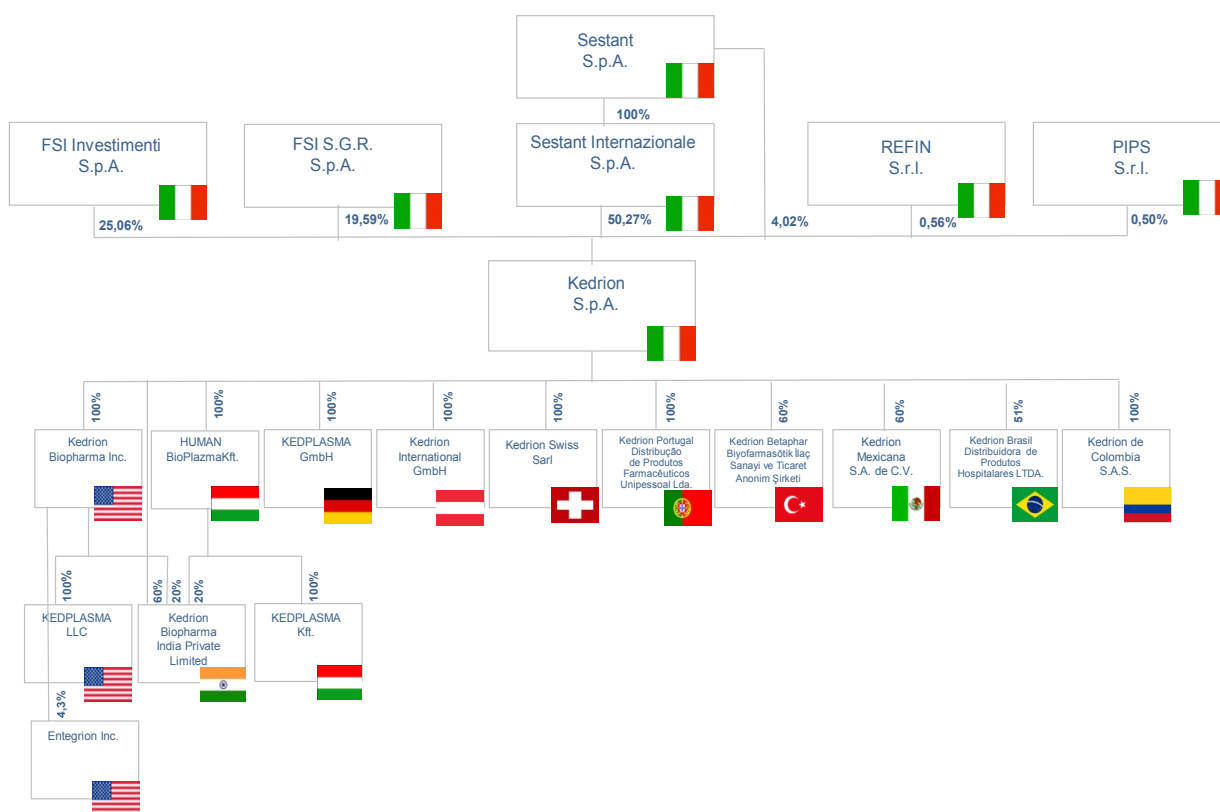 Sestant
S.p.A.
100%
FSI Investimenti
S.p.A.
FSI S.G.R.
S.p.A.
Sestant Internazionale
S.p.A.
REFIN
S.r.l.
PIPS
S.r.l.
25,06%
19,59%
50,27%
4,02%
0,56%
0,50%
Kedrion
S.p.A.
100%
100%
100%
100%
100%
100%
60%
60%
51%
100%
Kedrion
Biopharma Inc.
HUMAN
BioPlazmaKft.
KEDPLASMA
GmbH
Kedrion
International
GmbH
Kedrion Swiss
Sarl
Kedrion Portugal
Distribução
de Produtos
Farmacêuticos
Unipessoal Lda.
Kedrion Betaphar
Biyofarmasötik İlaç
Sanayi ve Ticaret
Anonim Şirketi
Kedrion
Mexicana
S.A. de C.V.
Kedrion Brasil
Distribuidora de
Produtos
Hospitalares LTDA.
Kedrion de
Colombia
S.A.S.
100%
60%
20%
20%
100%
KEDPLASMA
LLC
Kedrion
Biopharma
India Private
Limited
KEDPLASMA
Kft.
4,3%
Entegrion Inc.